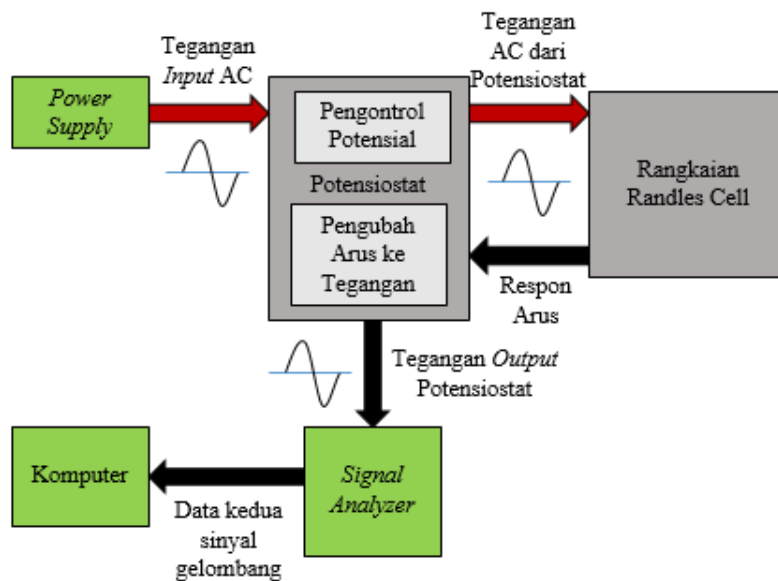 Tegangan
Input AC
Tegangan
AC dari
Potensiostat
Power
Supply
Pengontrol
Potensial
Potensiostat
Pengubah
Arus ke
Tegangan
Rangkaian
Randles Cell
Respon
Arus
Tegangan Output
Potensiostat
Komputer
Signal
Analyzer
Data kedua
sinyal
gelombang